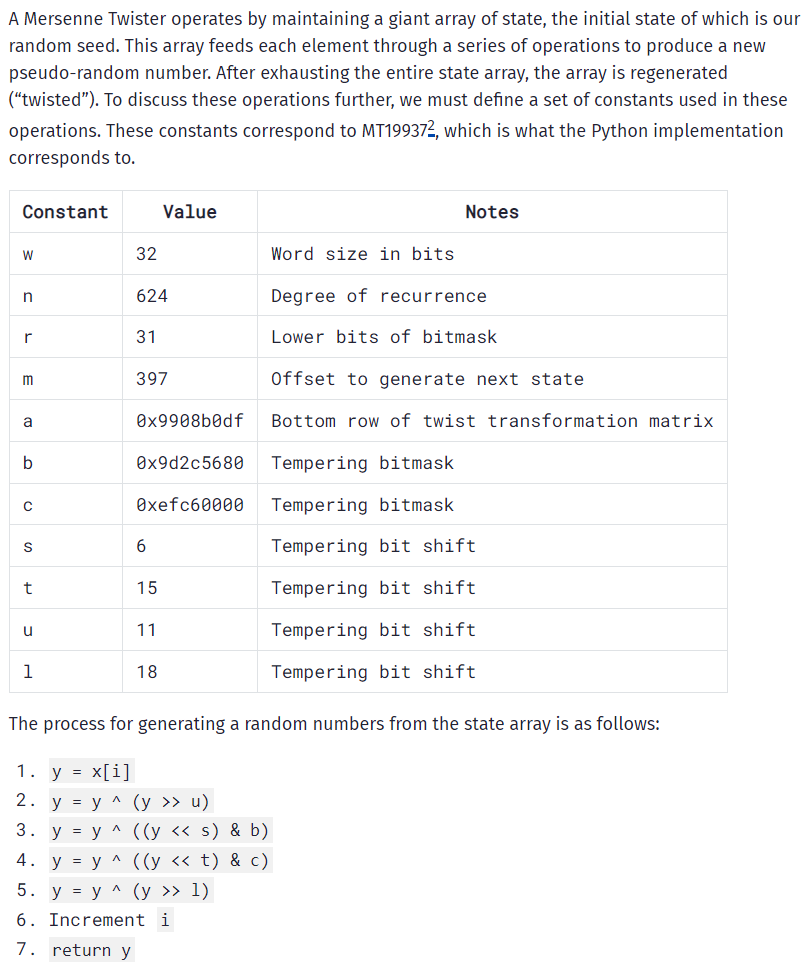 A Mersenne Twister operates by maintaining a giant array of state, the initial state of which is our
random seed. This array feeds each element through a series of operations to produce a new
pseudo-random number. After exhausting the entire state array, the array is regenerated
(“twisted”). To discuss these operations further, we must define a set of constants used in these
operations. These constants correspond to MT19937², which is what the Python implementation
corresponds to.
Constant Value Notes
w 32 Word size in bits
n 624 Degree of recurrence
r 31 Lower bits of bitmask
m 397 Offset to generate next state
a 0x9908b0df Bottom row of twist transformation matrix
b 0x9d2c5680 Tempering bitmask
c 0xefc60000 Tempering bitmask
s 6 Tempering bit shift
t 15 Tempering bit shift
u 11 Tempering bit shift
l 18 Tempering bit shift
The process for generating a random numbers from the state array is as follows:
1. y = x[i]
2. y = y ^ (y >> u)
3. y = y ^ ((y << s) & b)
4. y = y ^ ((y << t) & c)
5. y = y ^ (y >> l)
6. Increment i
7. return y